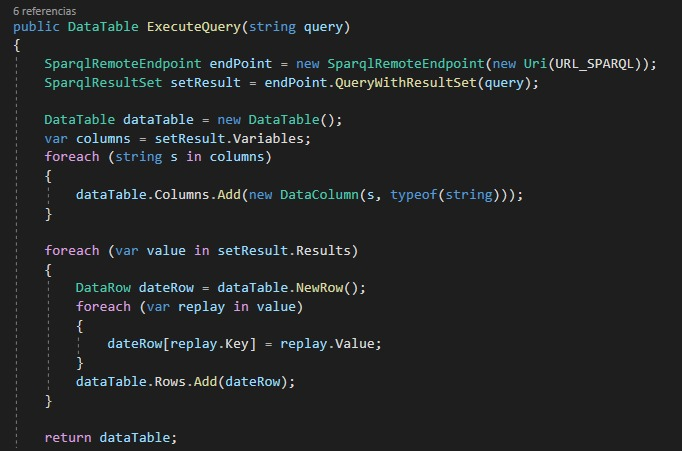 6 referencias
public DataTable ExecuteQuery(string query)
{
    SparqlRemoteEndpoint endPoint = new SparqlRemoteEndpoint(new Uri(URL_SPARQL));
    SparqlResultSet setResult = endPoint.QueryWithResultSet(query);

    DataTable dataTable = new DataTable();
    var columns = setResult.Variables;
    foreach (string s in columns)
    {
        dataTable.Columns.Add(new DataColumn(s, typeof(string)));
    }

    foreach (var value in setResult.Results)
    {
        DataRow dateRow = dataTable.NewRow();
        foreach (var replay in value)
        {
            dateRow[replay.Key] = replay.Value;
        }
        dataTable.Rows.Add(dateRow);
    }

    return dataTable;